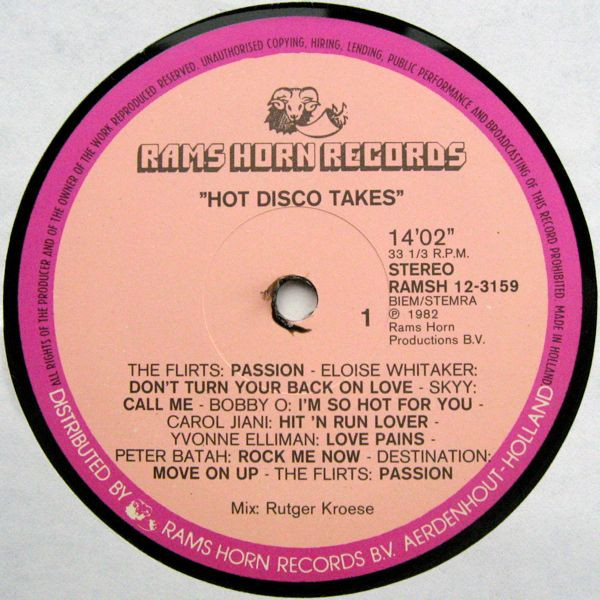 ALL RIGHTS OF THE PRODUCER AND OF THE OWNER OF THE WORK REPRODUCED RESERVED. UNAUTHORISED COPYING, HIRING, LENDING, PUBLIC PERFORMANCE AND BROADCASTING OF THIS RECORD PROHIBITED. MADE IN HOLLAND
RAMS HORN RECORDS
"HOT DISCO TAKES"
14'02"
33 1/3 R.P.M.
STEREO
RAMSH 12-3159
BIEM/STEMRA
1
℗ 1982
Rams Horn
Productions B.V.
THE FLIRTS: PASSION - ELOISE WHITAKER:
DON'T TURN YOUR BACK ON LOVE - SKYY:
CALL ME - BOBBY O: I'M SO HOT FOR YOU -
CAROL JIANI: HIT 'N RUN LOVER -
YVONNE ELLIMAN: LOVE PAINS -
PETER BATAH: ROCK ME NOW - DESTINATION:
MOVE ON UP - THE FLIRTS: PASSION
Mix: Rutger Kroese
DISTRIBUTED BY RAMS HORN RECORDS B.V. AERDENHOUT-HOLLAND